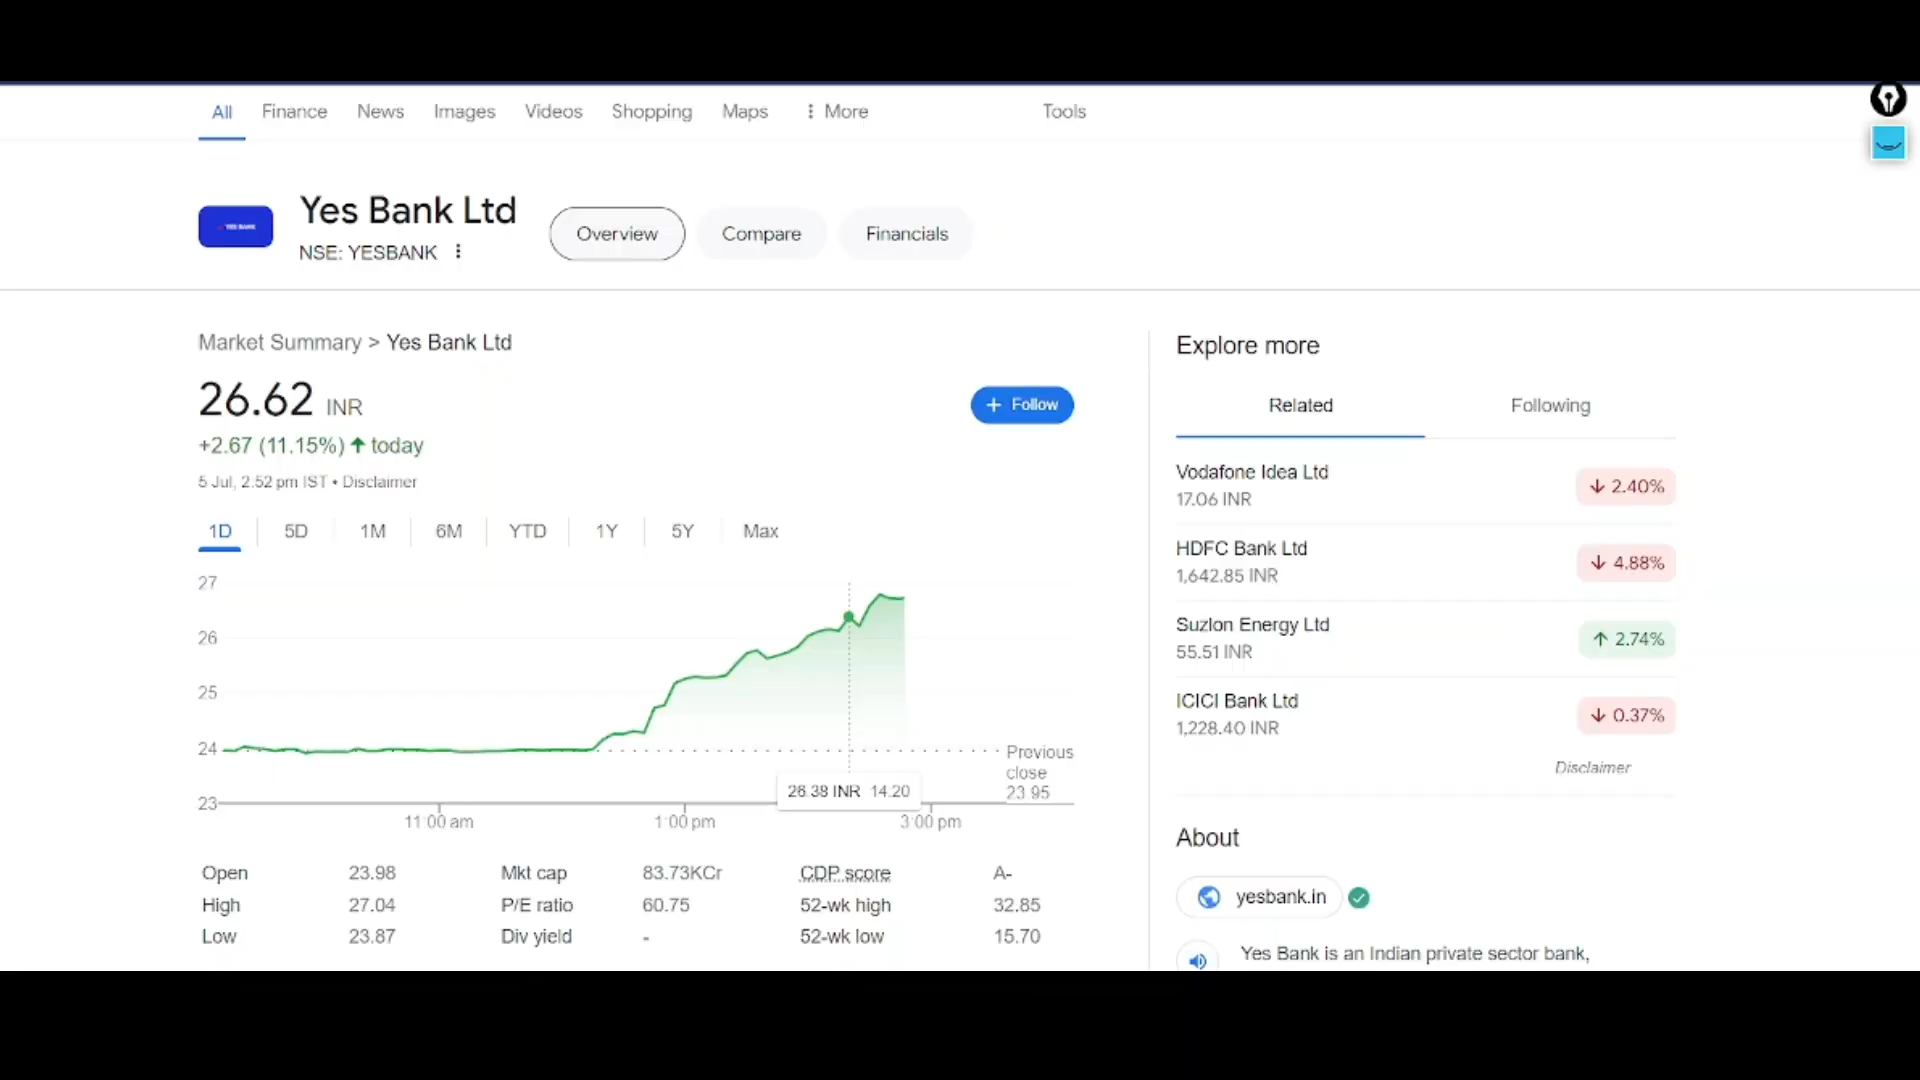 All Finance News Images Videos Shopping Maps More Tools
YES BANK
Yes Bank Ltd
NSE: YESBANK
Overview Compare Financials
Market Summary > Yes Bank Ltd
26.62 INR
+ Follow
+2.67 (11.15%) ↑ today
5 Jul, 2.52 pm IST • Disclaimer
1D 5D 1M 6M YTD 1Y 5Y Max
27
26
25
24
23
Previous
close
23.95
26.38 INR 14.20
11:00 am 1:00 pm 3:00 pm
Open 23.98 Mkt cap 83.73KCr CDP score A-
High 27.04 P/E ratio 60.75 52-wk high 32.85
Low 23.87 Div yield - 52-wk low 15.70
Explore more
Related Following
Vodafone Idea Ltd
17.06 INR
↓ 2.40%
HDFC Bank Ltd
1,642.85 INR
↓ 4.88%
Suzlon Energy Ltd
55.51 INR
↑ 2.74%
ICICI Bank Ltd
1,228.40 INR
↓ 0.37%
Disclaimer
About
yesbank.in
Yes Bank is an Indian private sector bank,